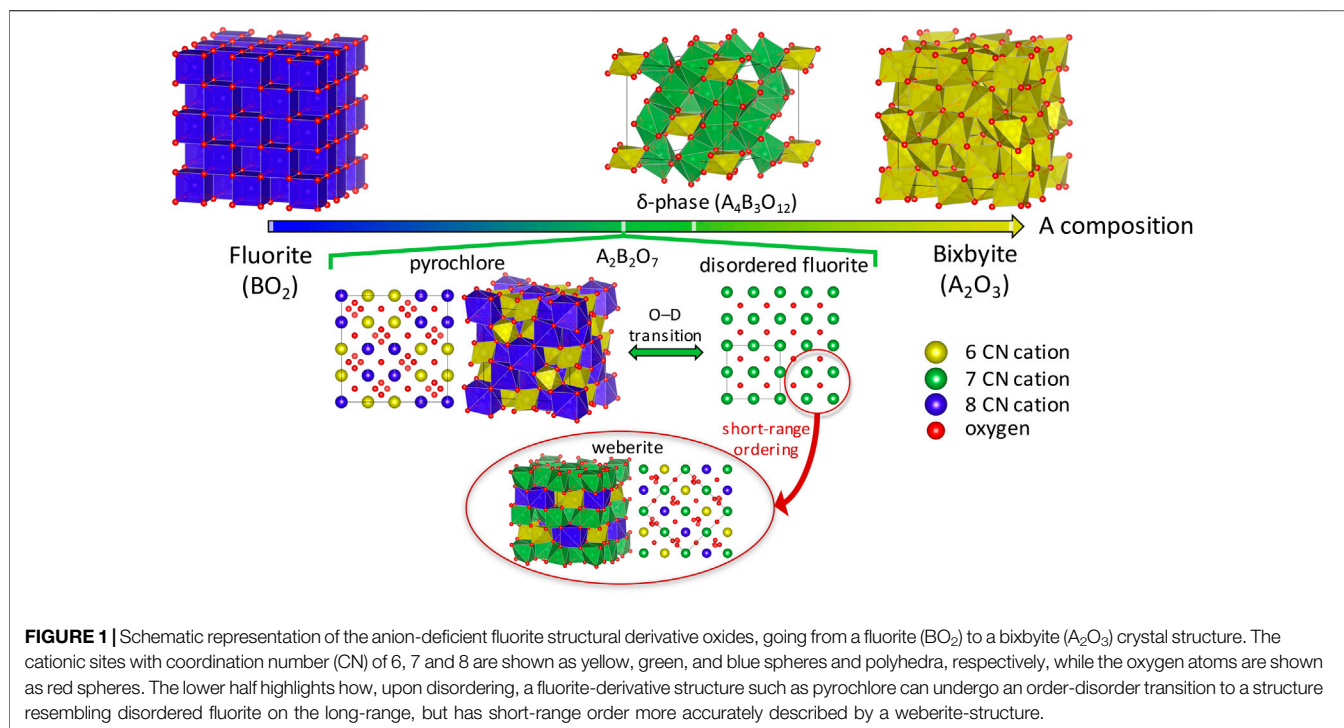 δ-phase (A₄B₃O₁₂)
A composition
Fluorite
(BO₂)
pyrochlore
A₂B₂O₇
disordered fluorite
Bixbyite
(A₂O₃)
O–D
transition
6 CN cation
7 CN cation
8 CN cation
oxygen
short-range
ordering
weberite
FIGURE 1 | Schematic representation of the anion-deficient fluorite structural derivative oxides, going from a fluorite (BO₂) to a bixbyite (A₂O₃) crystal structure. The
cationic sites with coordination number (CN) of 6, 7 and 8 are shown as yellow, green, and blue spheres and polyhedra, respectively, while the oxygen atoms are shown
as red spheres. The lower half highlights how, upon disordering, a fluorite-derivative structure such as pyrochlore can undergo an order-disorder transition to a structure
resembling disordered fluorite on the long-range, but has short-range order more accurately described by a weberite-structure.